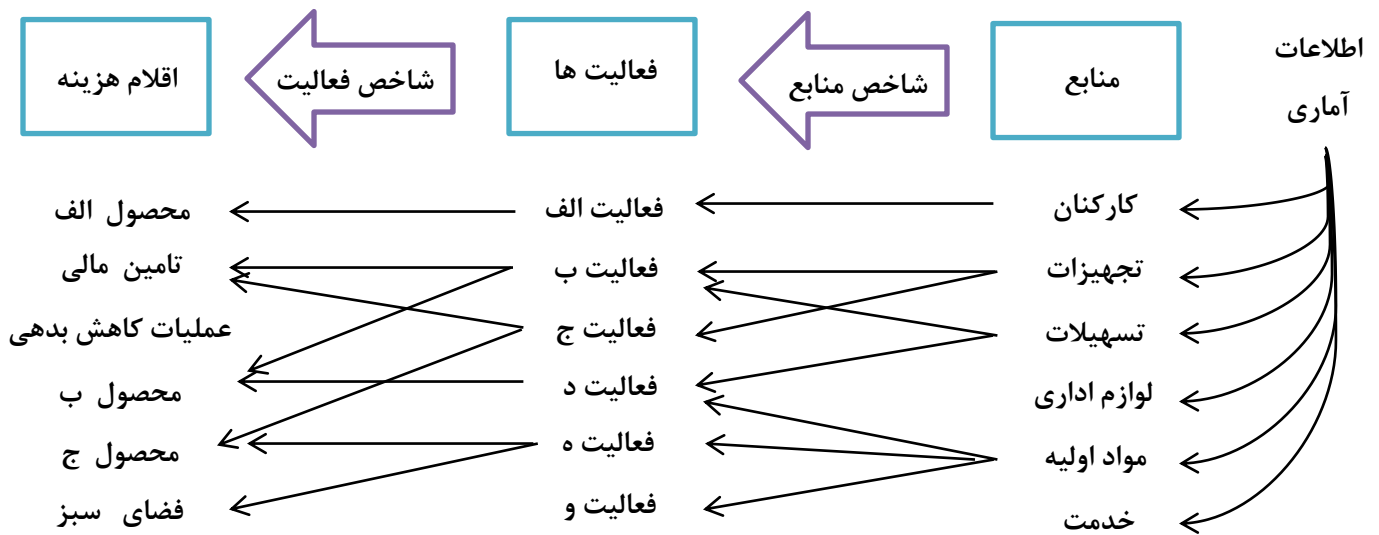 اطلاعات
آماری
منابع
شاخص منابع
فعالیت ها
شاخص فعالیت
اقلام هزینه
کارکنان
فعالیت الف
محصول الف
تجهیزات
فعالیت ب
تامین مالی
تسهیلات
فعالیت ج
عملیات کاهش بدهی
لوازم اداری
فعالیت د
محصول ب
مواد اولیه
فعالیت ه
محصول ج
خدمت
فعالیت و
فضای سبز